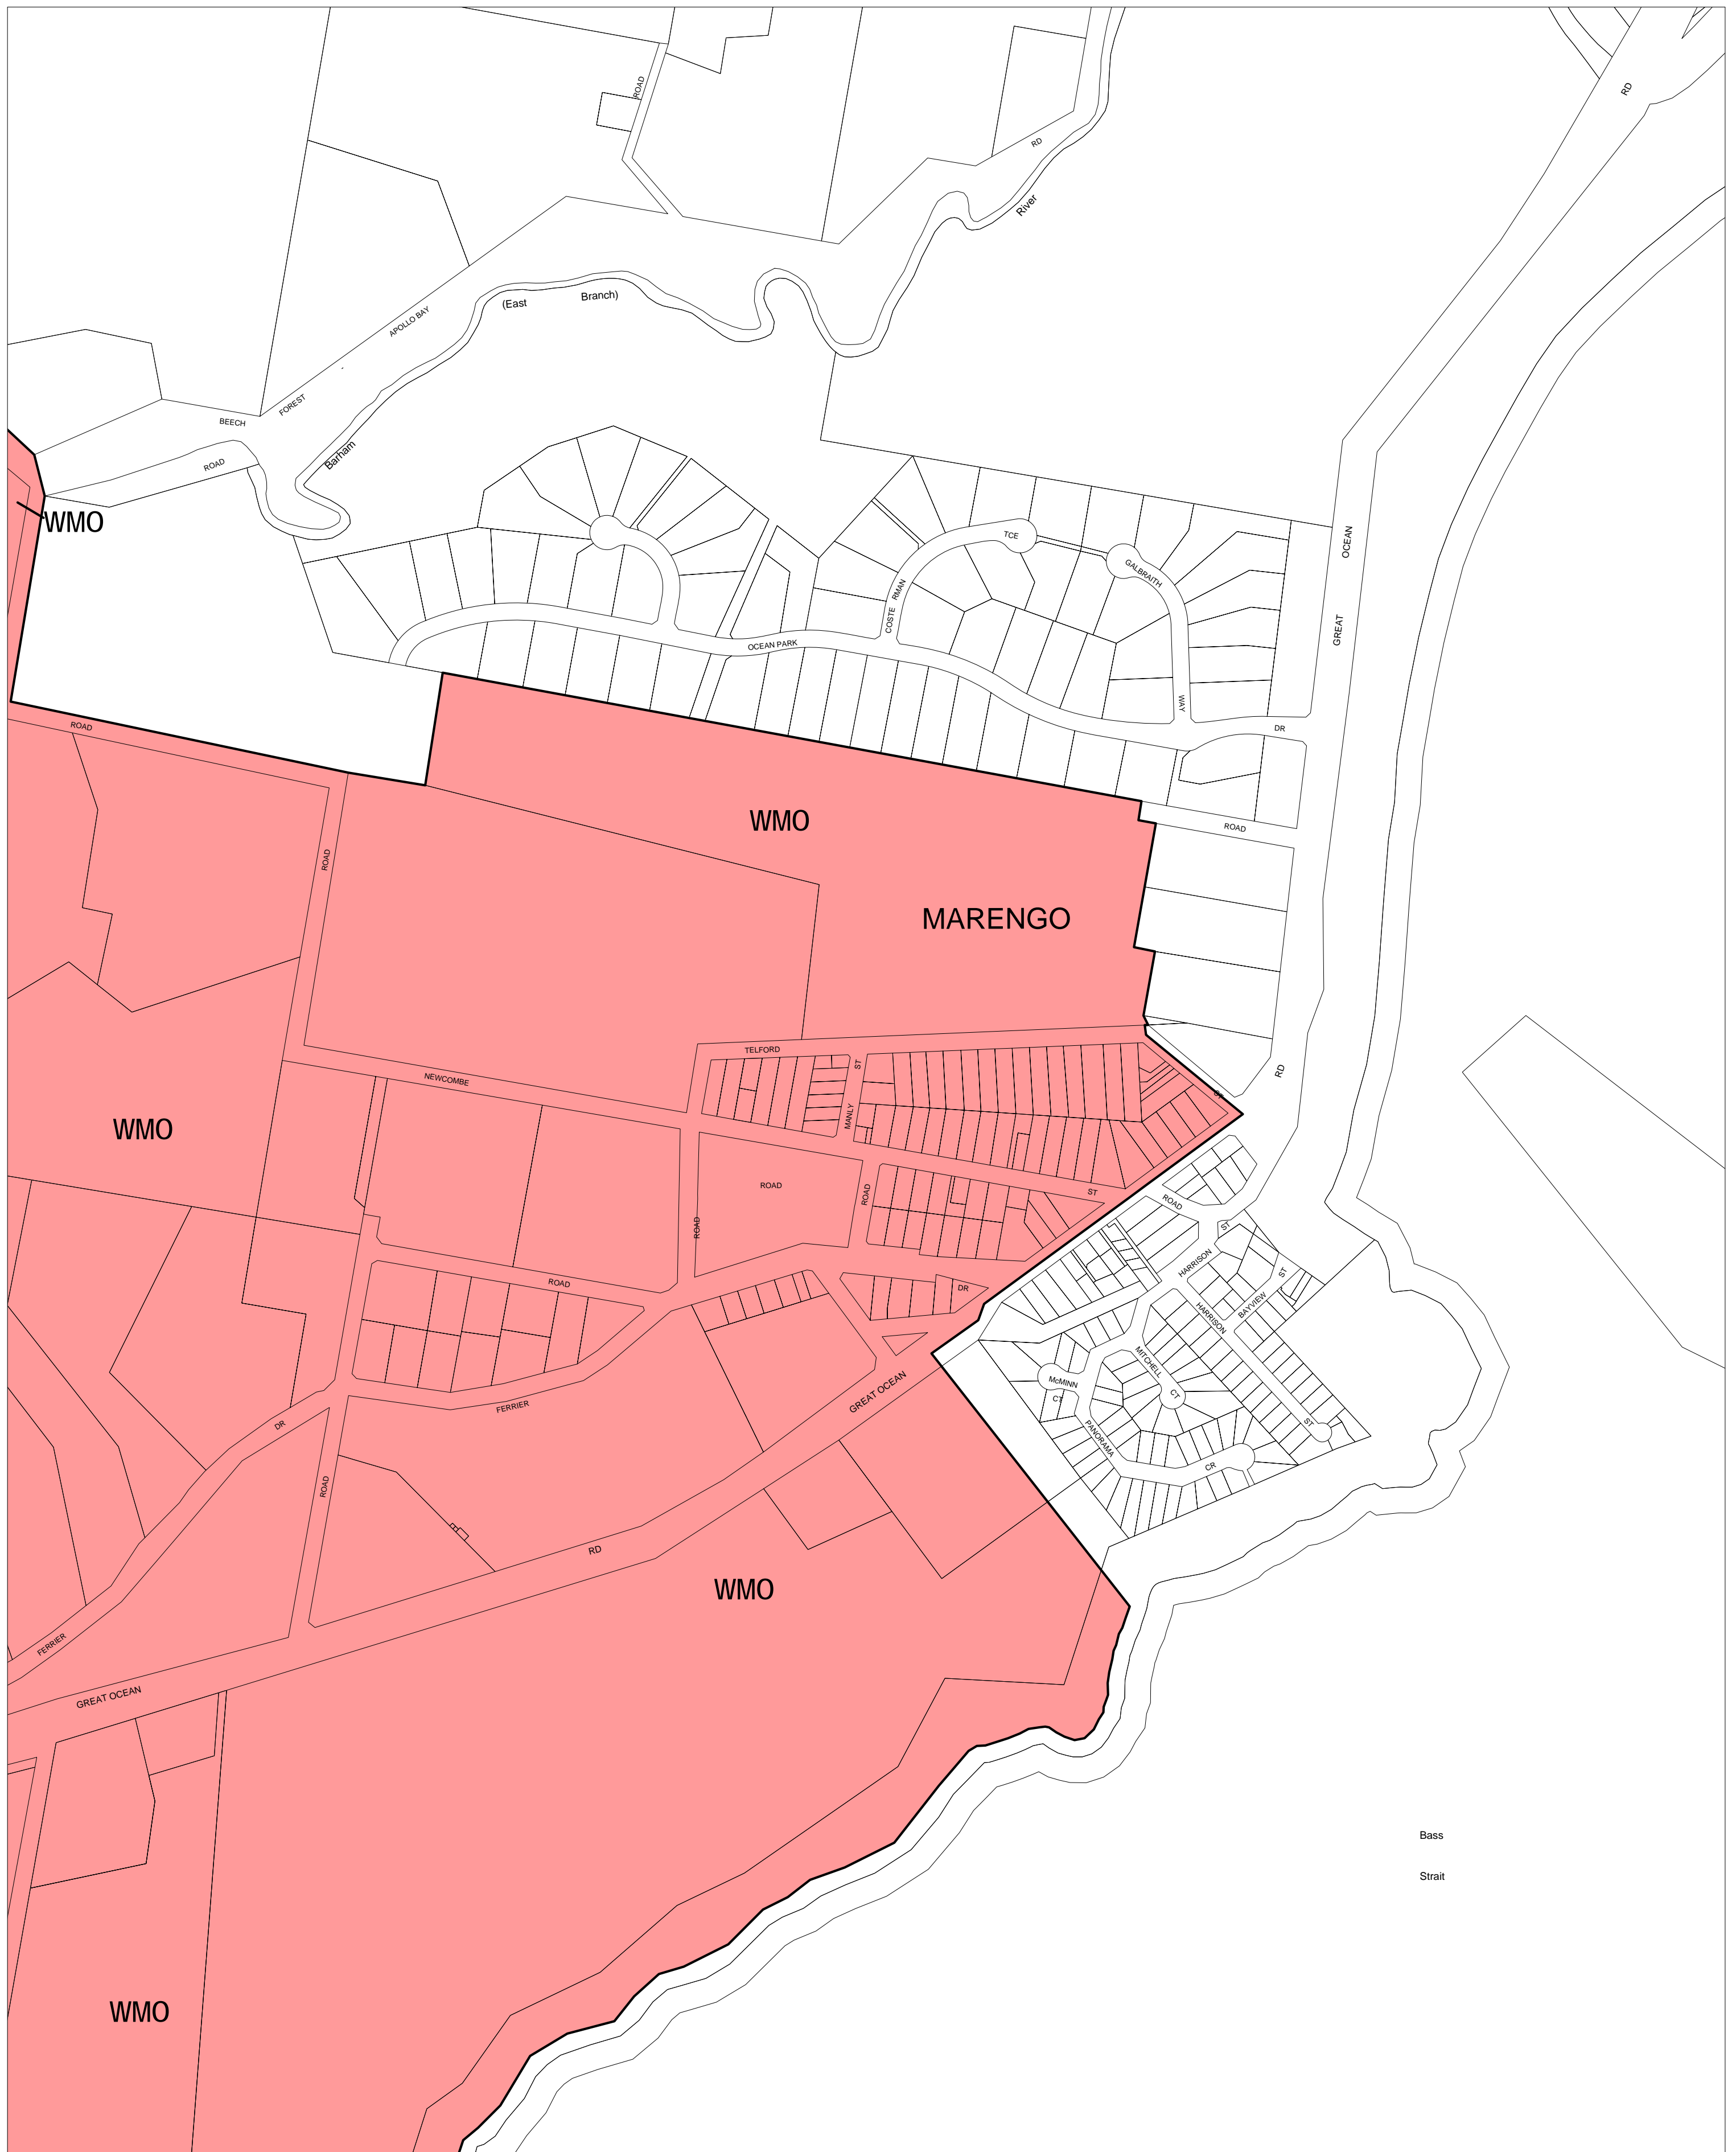 ROAD
RD
RD
River
(East Branch)
APOLLO BAY
FOREST
BEECH
ROAD
Barham
WMO
TCE
GALBRAITH
COSTE RMAN
OCEAN
GREAT
OCEAN PARK
WAY
DR
ROAD
WMO
ROAD
ROAD
MARENGO
TELFORD
ST
NEWCOMBE
MANLY
RD
ST
WMO
ROAD
ROAD
ST
ROAD
ROAD
ST
HARRISON
ST
BAYVIEW
HARRISON
ROAD
DR
MITCHELL
McMINN
CT
CT
GREAT OCEAN
FERRIER
DR
PANORAMA
ST
CR
ROAD
RD
WMO
FERRIER
GREAT OCEAN
Bass
Strait
WMO